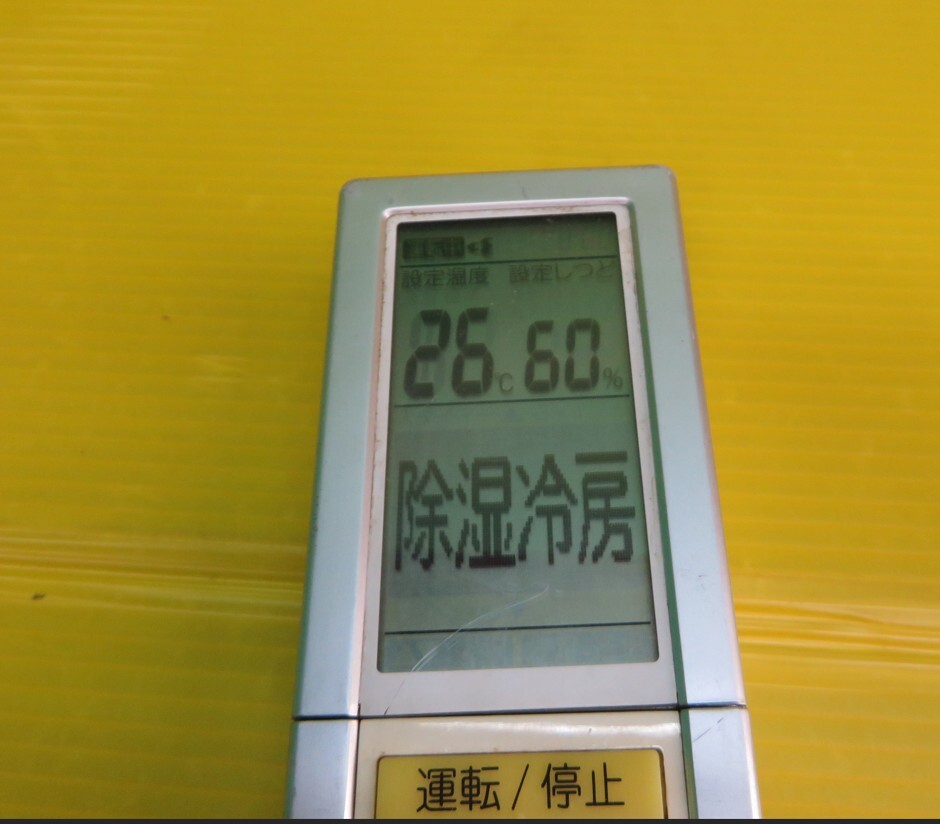 設定温度 設定しつど
26℃ 60%
除湿冷房
運転/停止